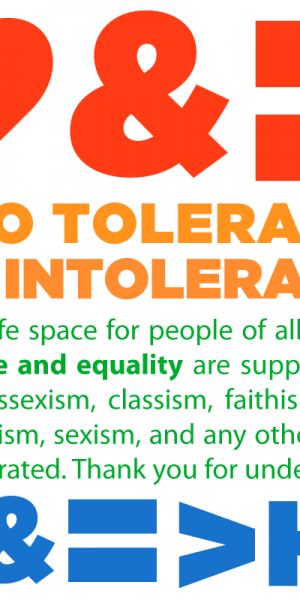 & =
O TOLERA
INTOLERA
fe space for people of al
e and equality are supp
ssexism, classism, faithis
ism, sexism, and any othe
rated. Thank you for unde
& = >